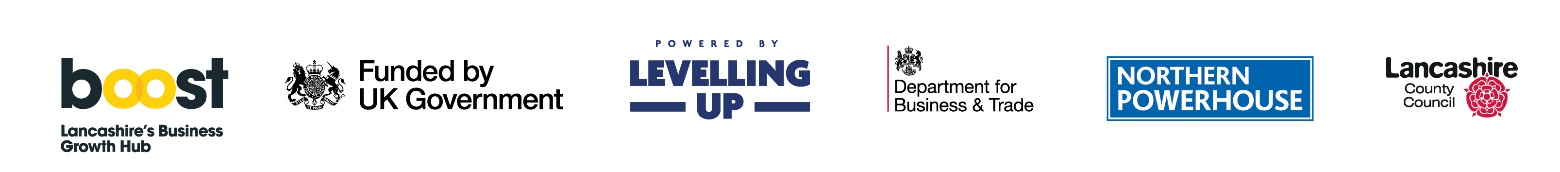 boost
Lancashire's Business
Growth Hub
Funded by
UK Government
POWERED BY
LEVELLING
UP
Department for
Business & Trade
NORTHERN
POWERHOUSE
Lancashire
County
Council